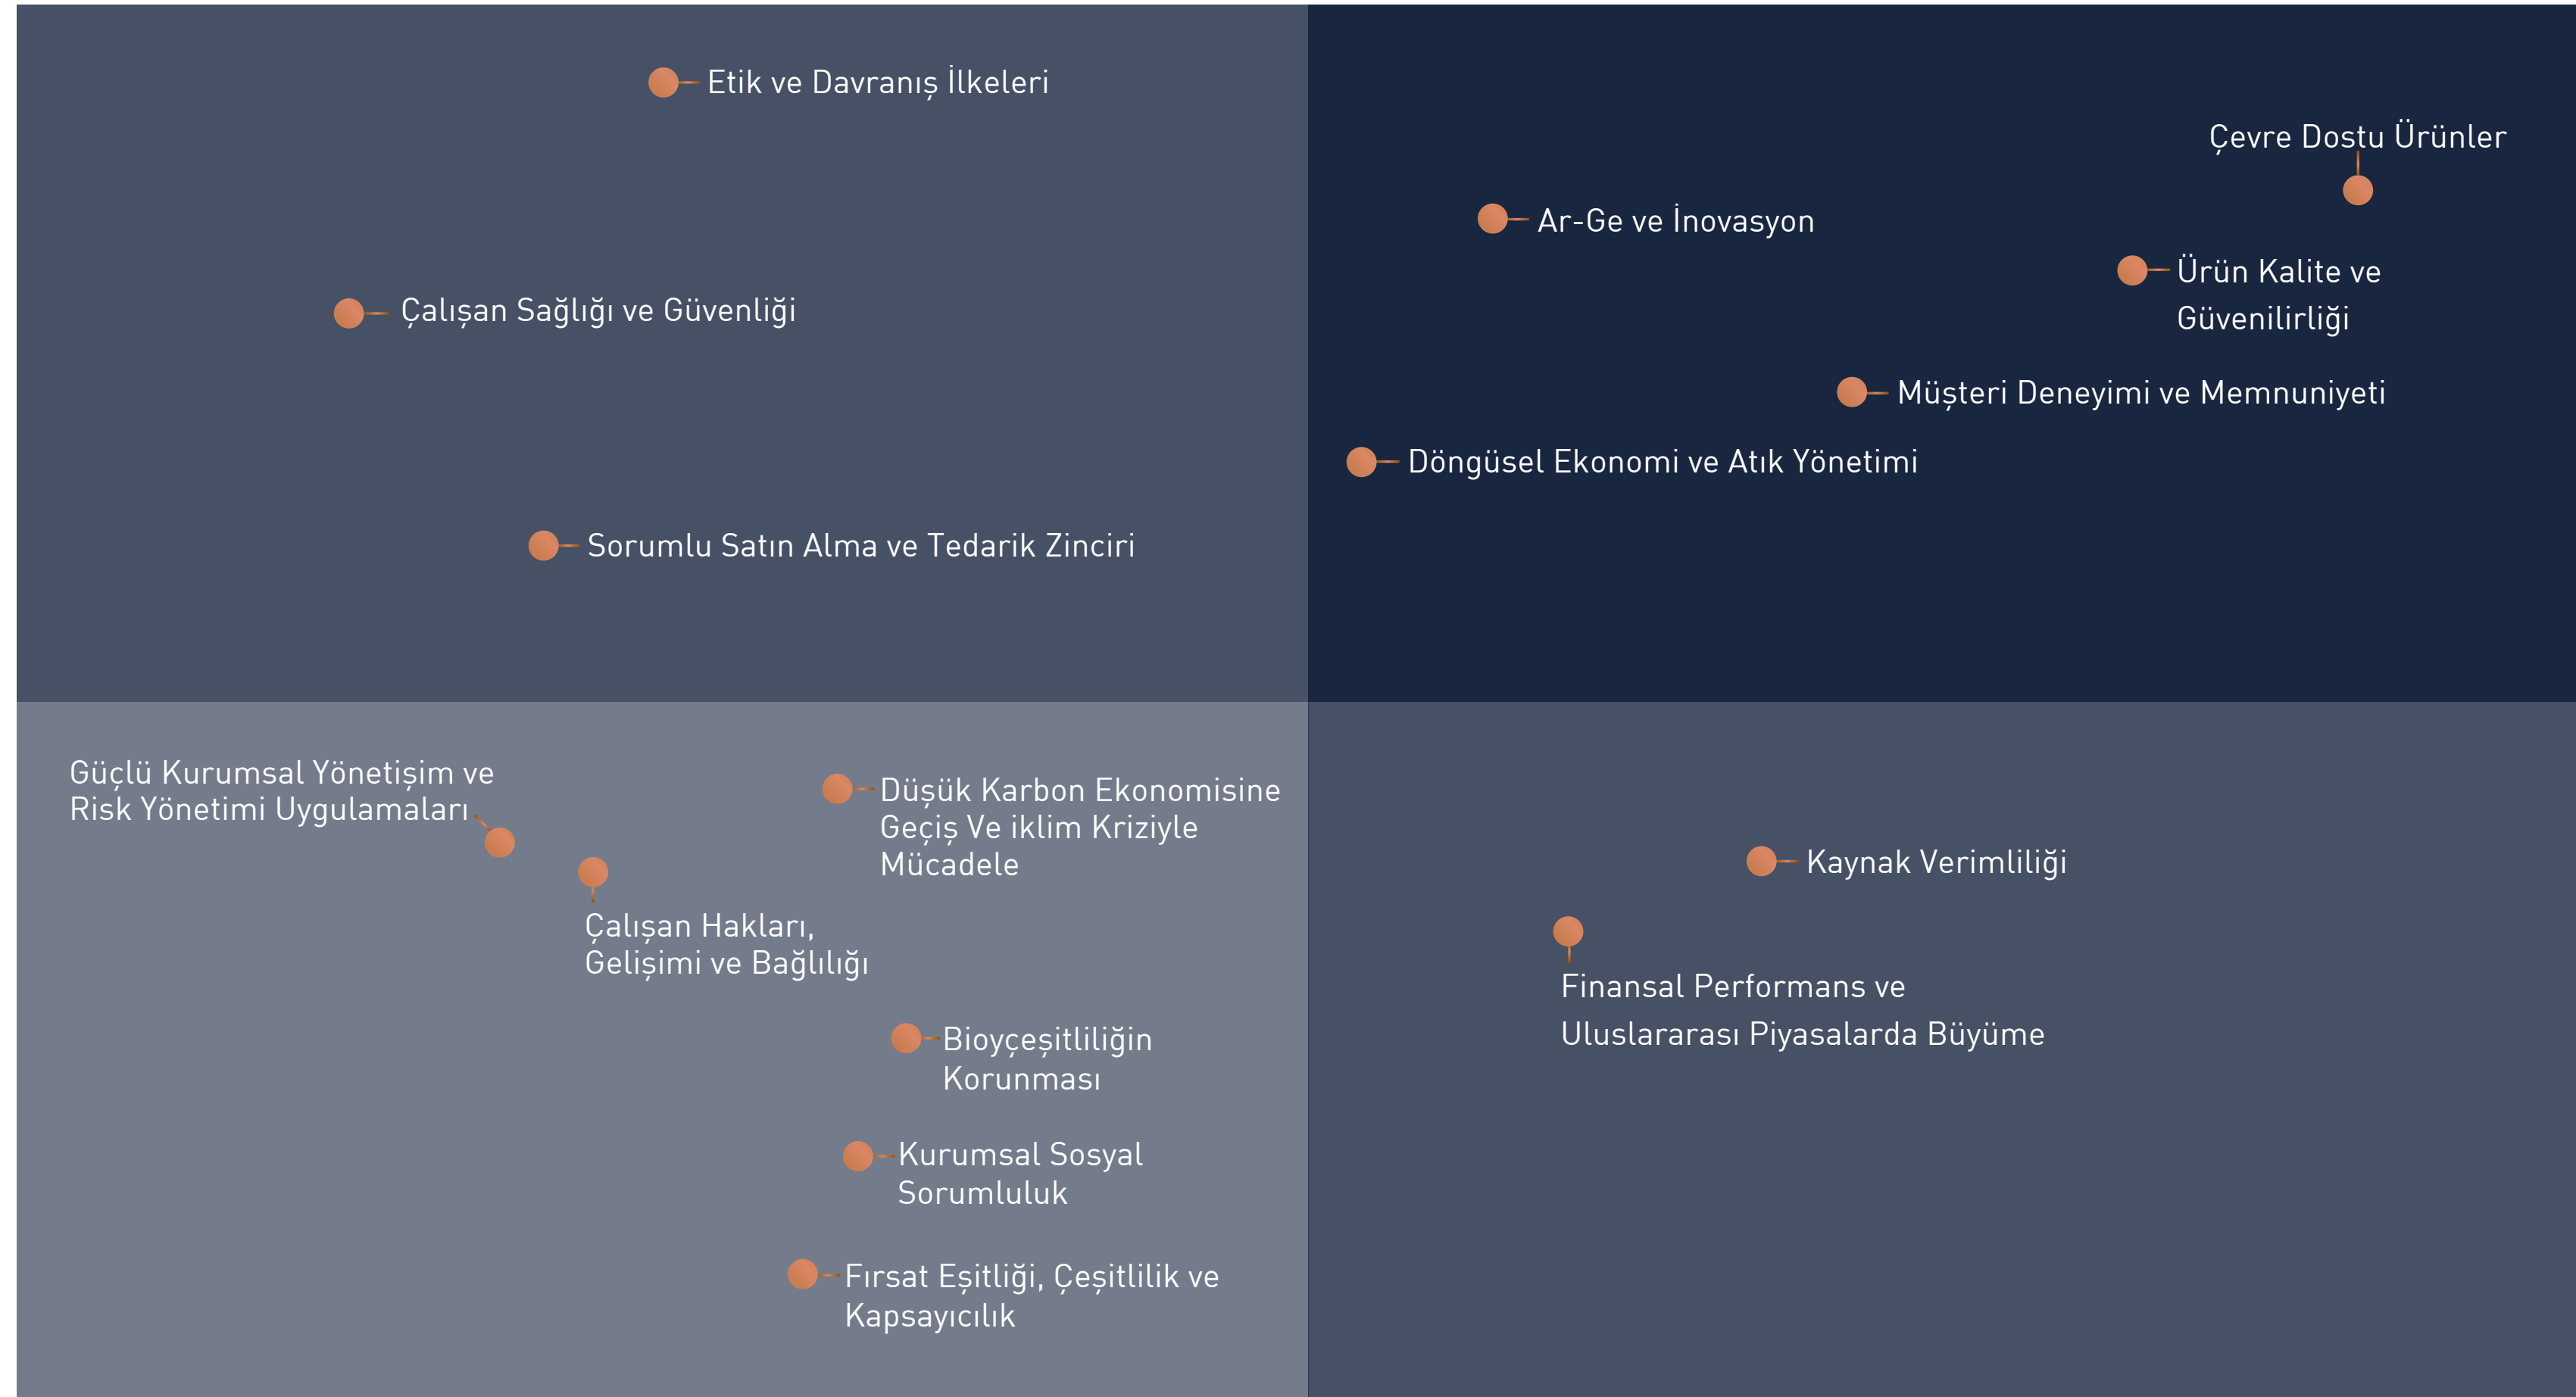 Etik ve Davranış İlkeleri
Çalışan Sağlığı ve Güvenliği
Sorumlu Satın Alma ve Tedarik Zinciri
Çevre Dostu Ürünler
Ar-Ge ve İnovasyon
Ürün Kalite ve
Güvenilirliği
Müşteri Deneyimi ve Memnuniyeti
Döngüsel Ekonomi ve Atık Yönetimi
Güçlü Kurumsal Yönetişim ve
Risk Yönetimi Uygulamaları
Düşük Karbon Ekonomisine
Geçiş Ve iklim Kriziyle
Mücadele
Çalışan Hakları,
Gelişimi ve Bağlılığı
Bioyçeşitliliğin
Korunması
Kurumsal Sosyal
Sorumluluk
Fırsat Eşitliği, Çeşitlilik ve
Kapsayıcılık
Kaynak Verimliliği
Finansal Performans ve
Uluslararası Piyasalarda Büyüme